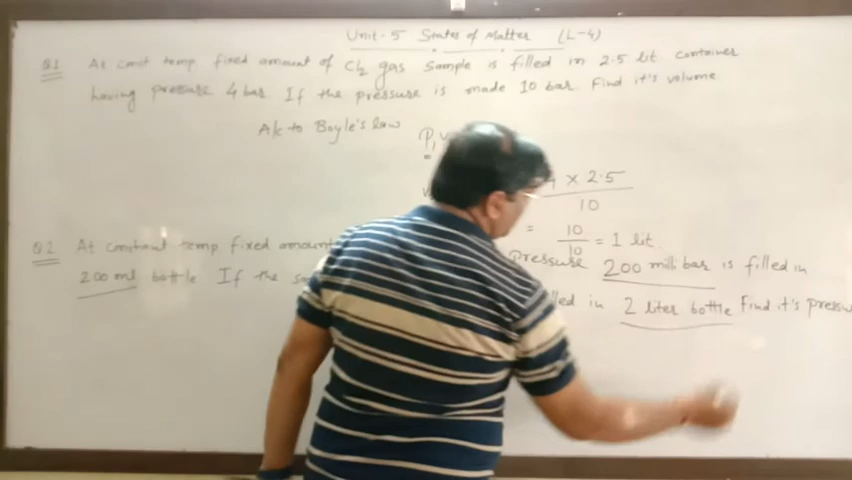 Unit-5 States of Matter (L-4)
Q1 At const temp fixed amount of Cl2 gas sample is filled in 2.5 lit container
having pressure 4 bar If the pressure is made 10 bar. Find it's volume
A/c to Boyle's law P1
4 × 2.5
10
= 10/10 = 1 lit.
Q2 At constant temp fixed amount pressure 200 milli bar is filled in
200 ml bottle If the in 2 liter bottle Find it's